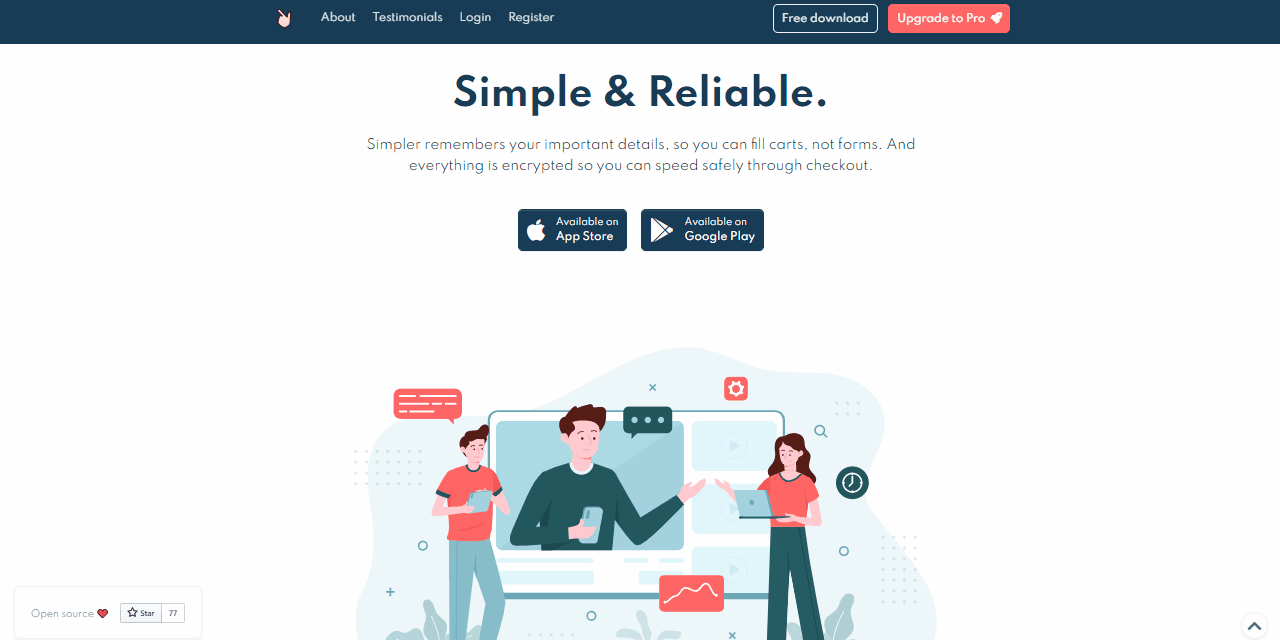 About Testimonials Login Register Free download Upgrade to Pro
Simple & Reliable.
Simpler remembers your important details, so you can fill carts, not forms. And
everything is encrypted so you can speed safely through checkout.
Available on
App Store
Available on
Google Play
Open source Star 77